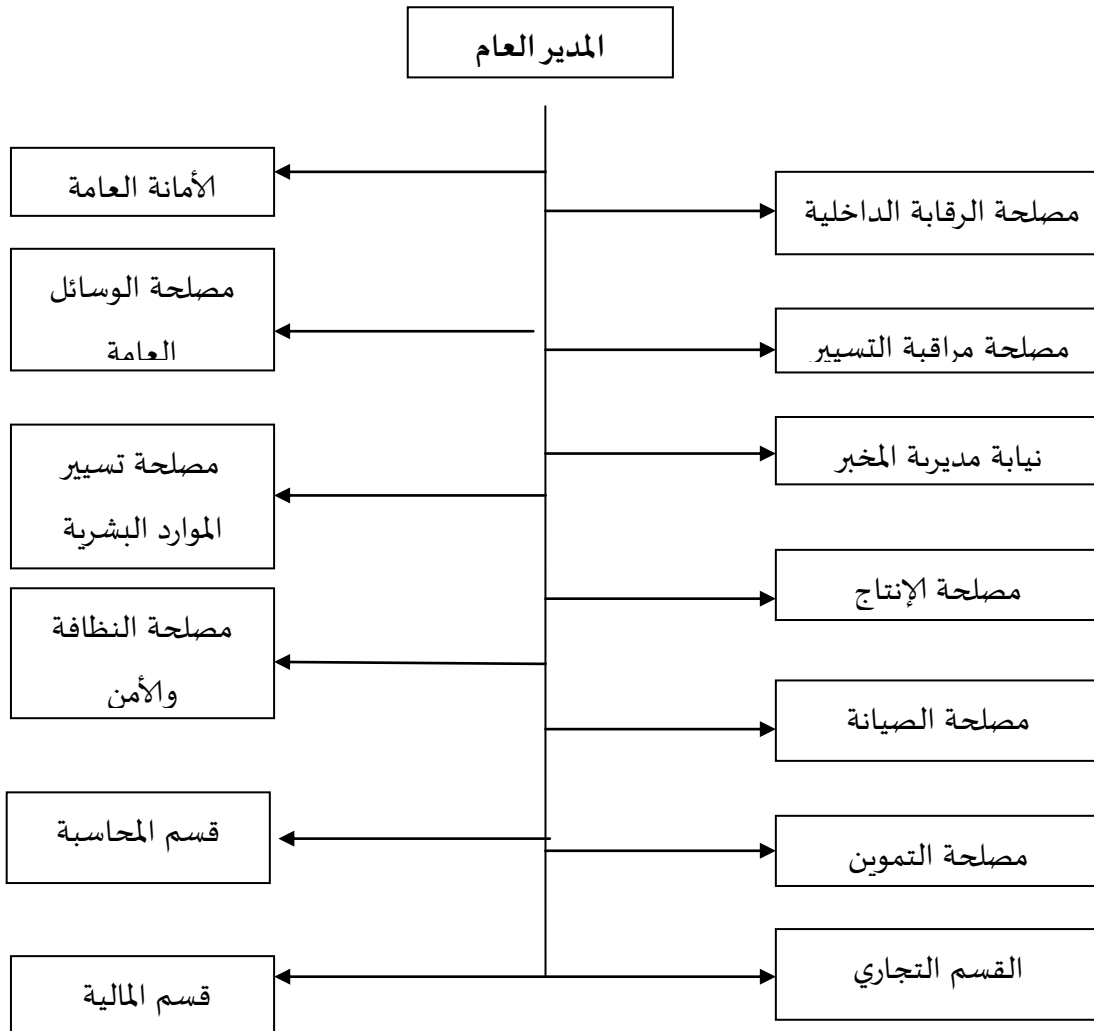 المدير العام
الأمانة العامة
مصلحة الرقابة الداخلية
مصلحة الوسائل
العامة
مصلحة مراقبة التسيير
مصلحة تسيير
الموارد البشرية
نيابة مديرية المخبر
مصلحة الإنتاج
مصلحة النظافة
والأمن
مصلحة الصيانة
قسم المحاسبة
مصلحة التموين
القسم التجاري
قسم المالية